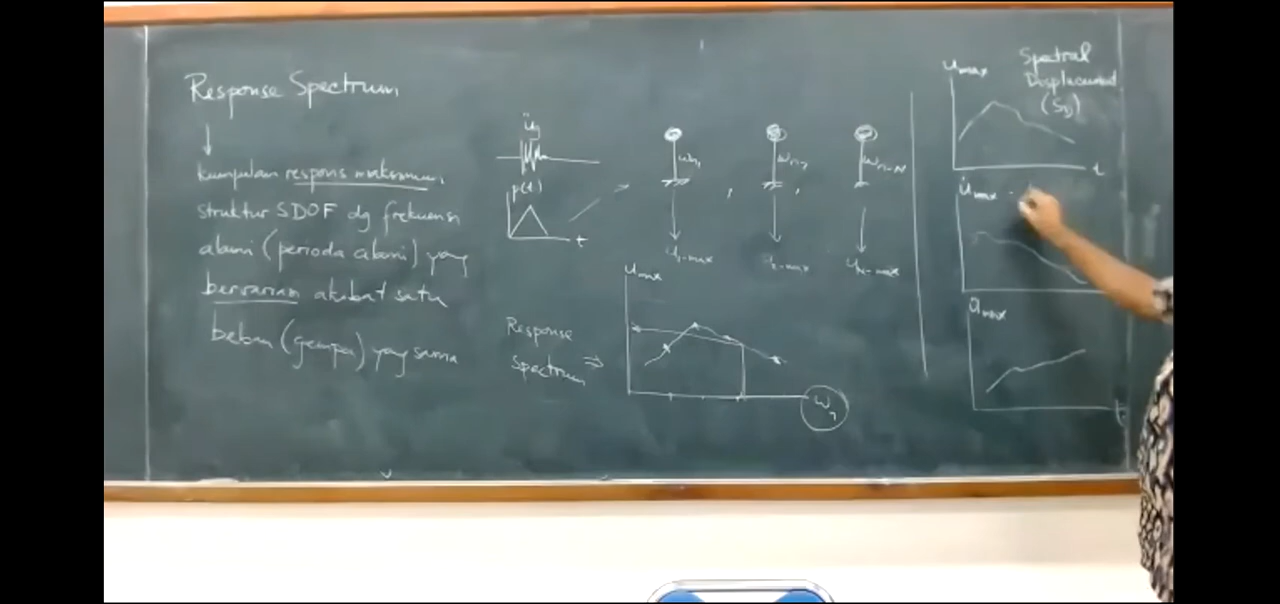 Response Spectrum
kumpulan respons maksimum
struktur SDOF dg frekuensi
alami (perioda alami) yang
bervariasi akibat satu
beban (gempa) yang sama
üg
p(t)
t
ωn1
,
ωn2
,
ωn-N
u1-max
u2-max
uN-max
umax
Response
Spectrum ⇒
ωn
umax
Spectral
Displacement
(SD)
t
u̇max
amax
t